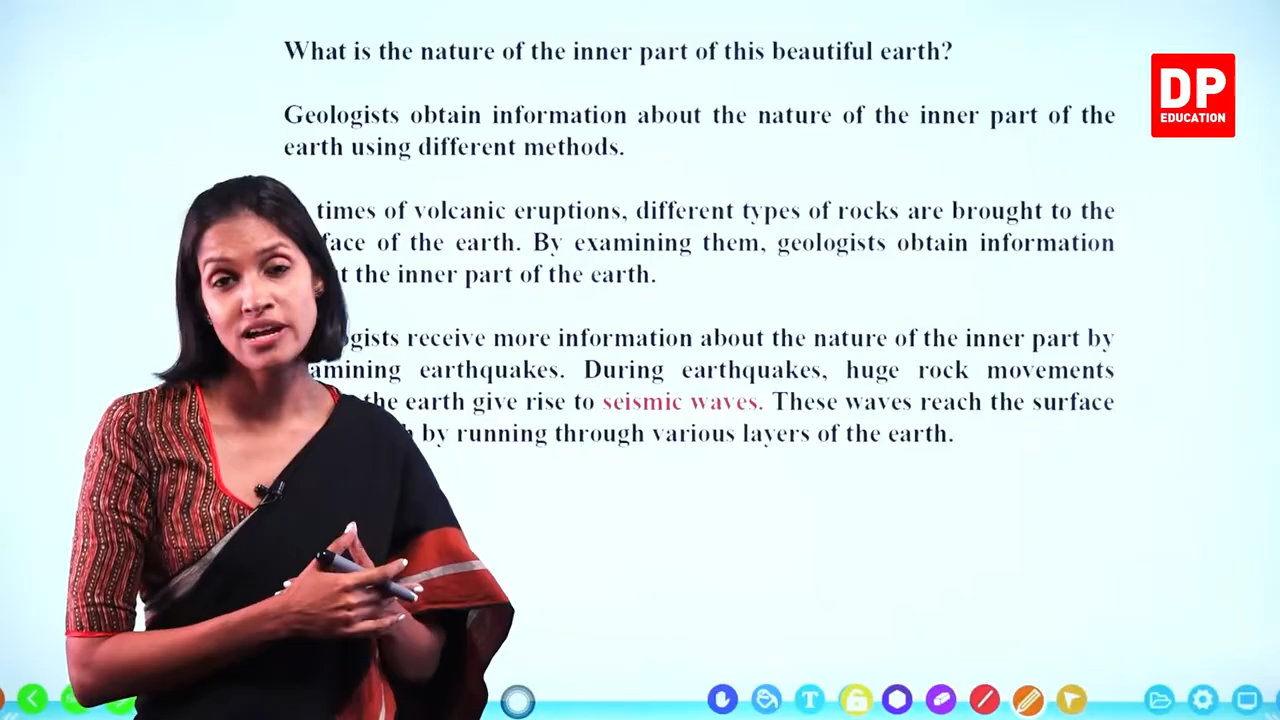 What is the nature of the inner part of this beautiful earth?
DP
EDUCATION
Geologists obtain information about the nature of the inner part of the
earth using different methods.
times of volcanic eruptions, different types of rocks are brought to the
face of the earth. By examining them, geologists obtain information
the inner part of the earth.
ogists receive more information about the nature of the inner part by
amining earthquakes. During earthquakes, huge rock movements
the earth give rise to seismic waves. These waves reach the surface
by running through various layers of the earth.
T